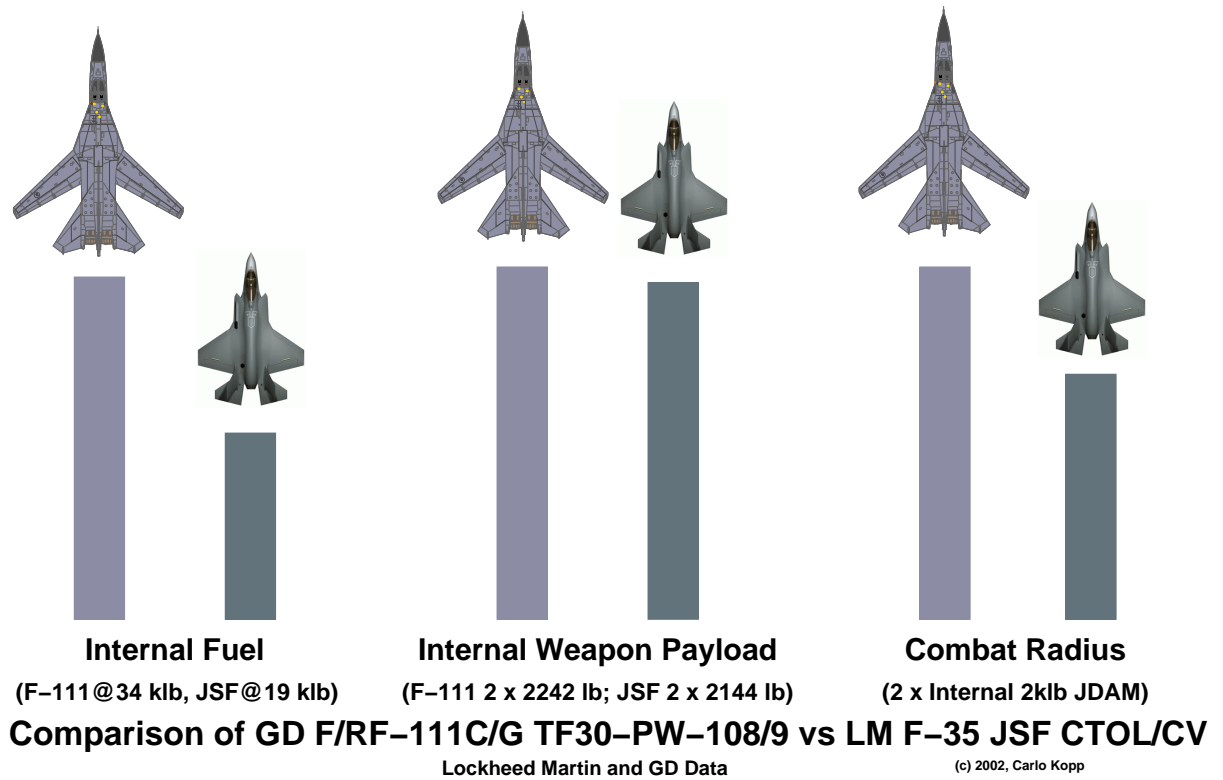 Internal Fuel
(F–111@34 klb, JSF@19 klb)
Internal Weapon Payload
(F–111 2 x 2242 lb; JSF 2 x 2144 lb)
Combat Radius
(2 x Internal 2klb JDAM)
Comparison of GD F/RF–111C/G TF30–PW–108/9 vs LM F–35 JSF CTOL/CV
Lockheed Martin and GD Data
(c) 2002, Carlo Kopp